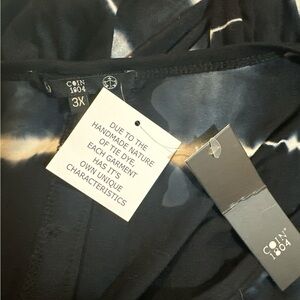 COIN
1804
3X
DUE TO THE
HANDMADE NATURE
OF TIE DYE,
EACH GARMENT
HAS IT'S
OWN UNIQUE
CHARACTERISTICS
COIN
1804